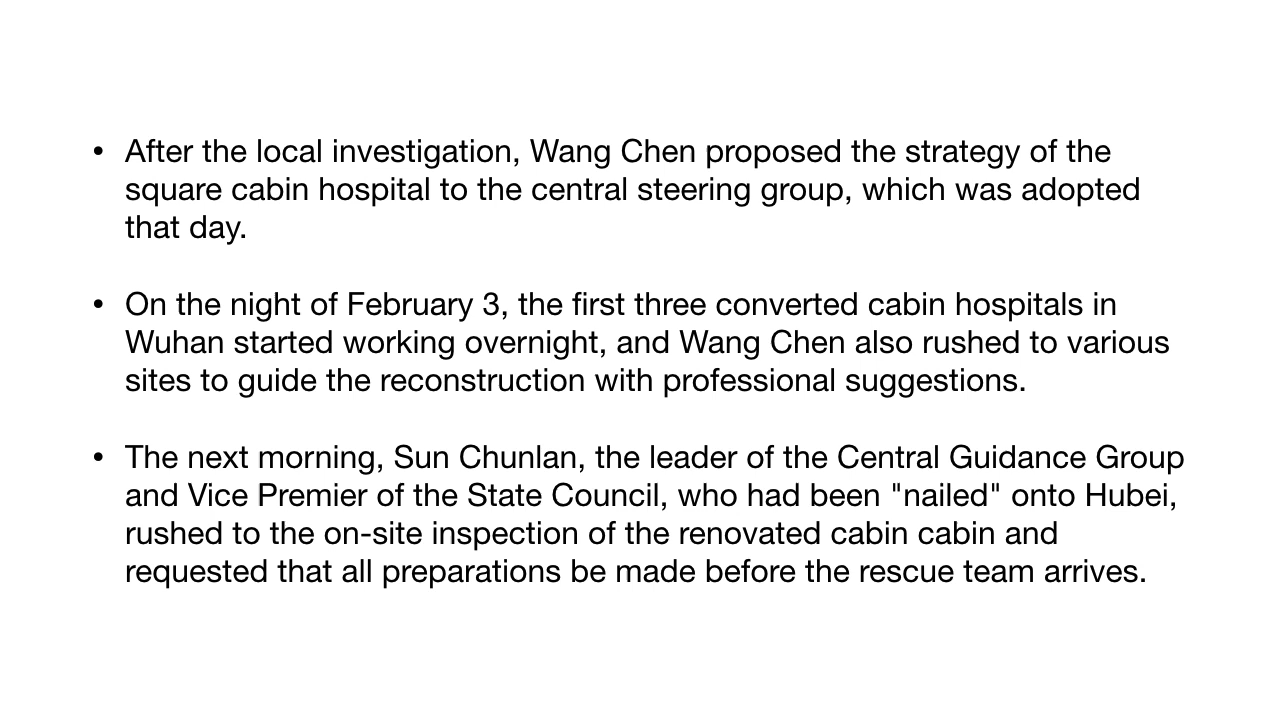 • After the local investigation, Wang Chen proposed the strategy of the
square cabin hospital to the central steering group, which was adopted
that day.
• On the night of February 3, the first three converted cabin hospitals in
Wuhan started working overnight, and Wang Chen also rushed to various
sites to guide the reconstruction with professional suggestions.
• The next morning, Sun Chunlan, the leader of the Central Guidance Group
and Vice Premier of the State Council, who had been "nailed" onto Hubei,
rushed to the on-site inspection of the renovated cabin cabin and
requested that all preparations be made before the rescue team arrives.